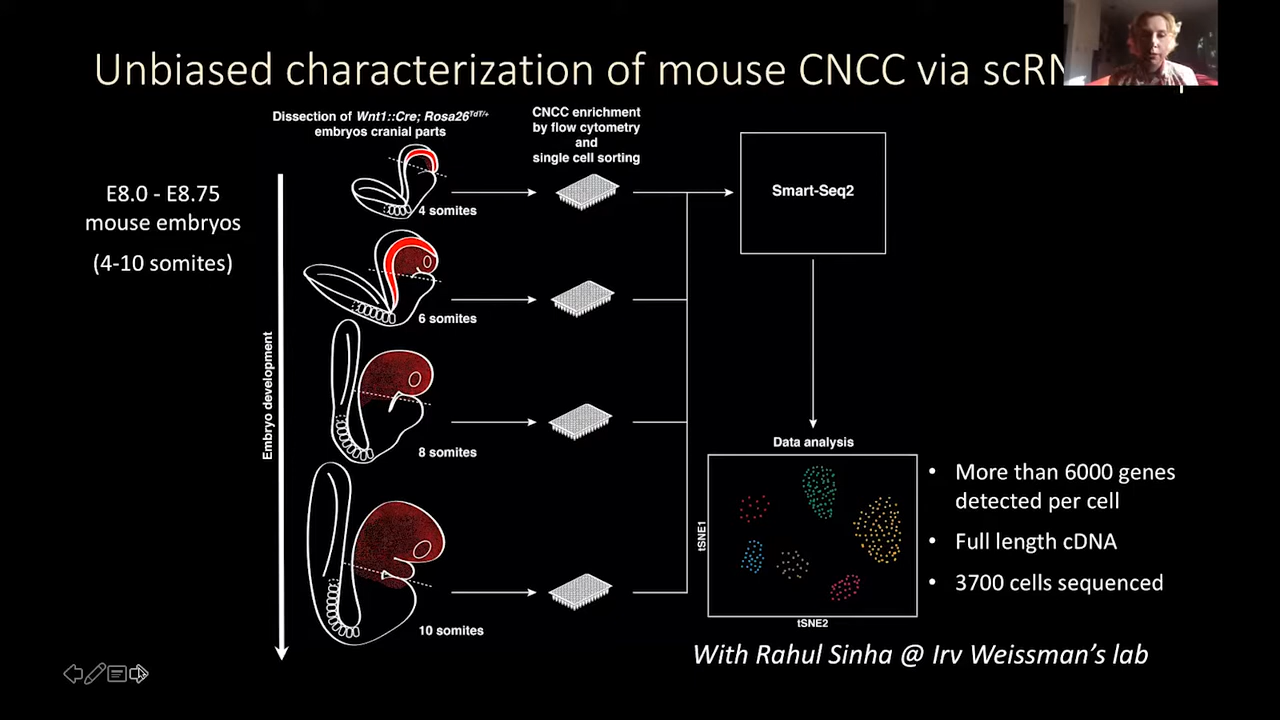 Unbiased characterization of mouse CNCC via scRN
Dissection of Wnt1::Cre; Rosa26TdT/+
embryos cranial parts
CNCC enrichment
by flow cytometry
and
single cell sorting
E8.0 - E8.75
mouse embryos
(4-10 somites)
Embryo development
4 somites
6 somites
8 somites
10 somites
Smart-Seq2
Data analysis
tSNE1
tSNE2
• More than 6000 genes
detected per cell
• Full length cDNA
• 3700 cells sequenced
With Rahul Sinha @ Irv Weissman’s lab